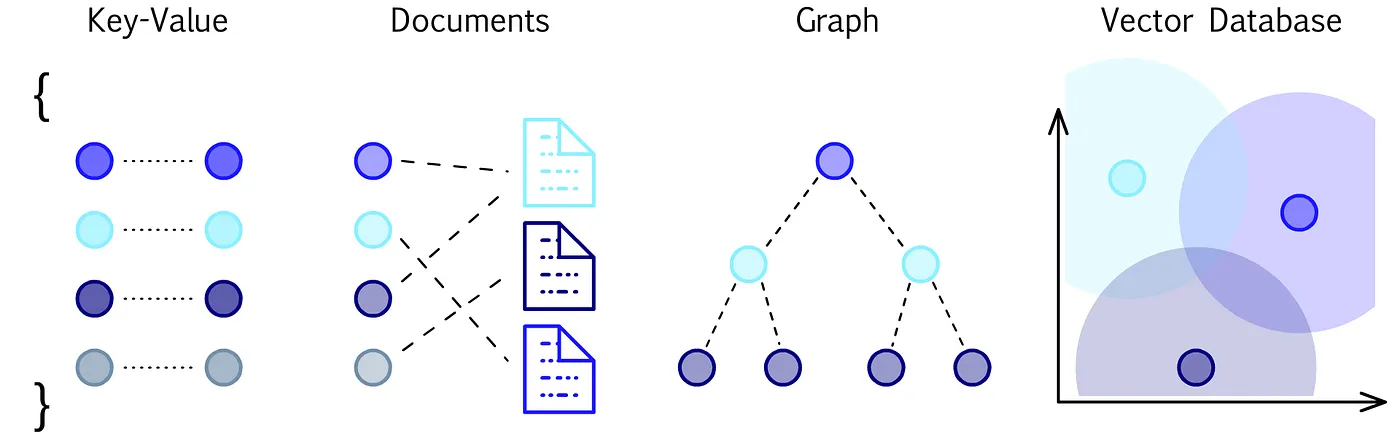 Key-Value
Documents
Graph
Vector Database
{
}